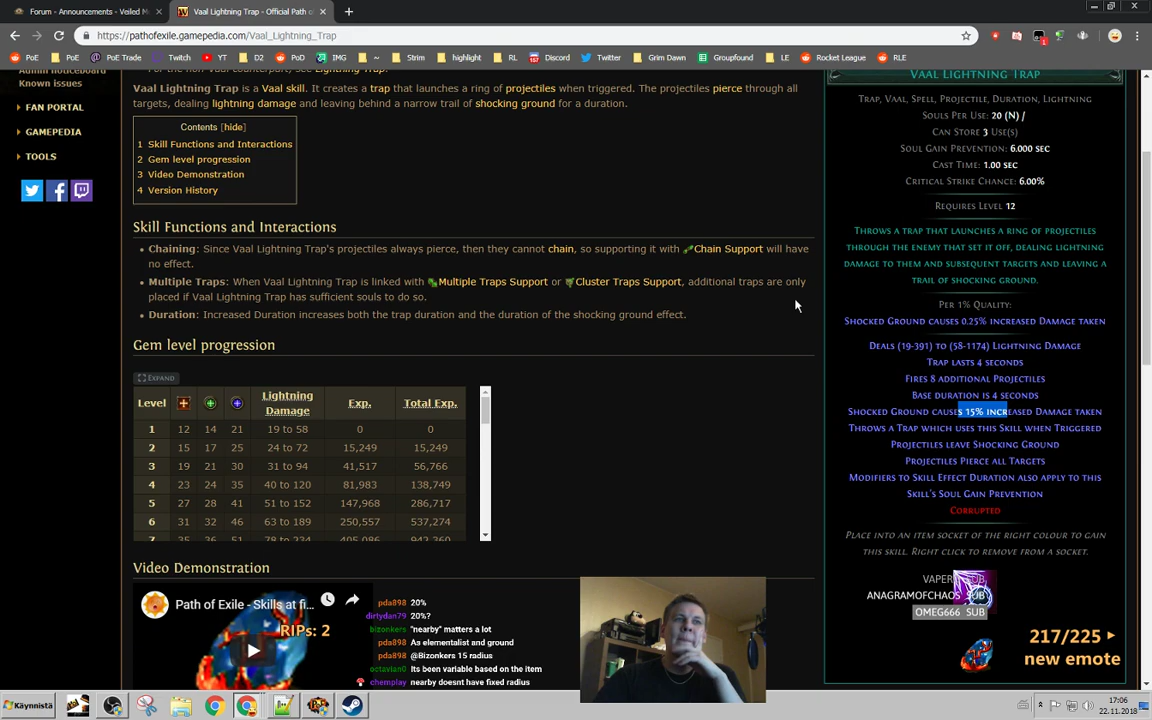 Forum - Announcements - Veiled M
Vaal Lightning Trap - Official Path o
https://pathofexile.gamepedia.com/Vaal_Lightning_Trap
PoE
PoE
PathofExile
Twitch
YT
D2
PoD
IMG
~
Strim
highlight
RL
Discord
Twitter
Grim Dawn
Groupfound
LE
Rocket League
RLE
Admin noticeboard
Known issues
FAN PORTAL
GAMEPEDIA
TOOLS
Vaal Lightning Trap is a Vaal skill. It creates a trap that launches a ring of projectiles when triggered. The projectiles pierce through all
targets, dealing lightning damage and leaving behind a narrow trail of shocking ground for a duration.
Contents [hide]
1 Skill Functions and Interactions
2 Gem level progression
3 Video Demonstration
4 Version History
Skill Functions and Interactions
• Chaining: Since Vaal Lightning Trap's projectiles always pierce, then they cannot chain, so supporting it with Chain Support will have
no effect.
• Multiple Traps: When Vaal Lightning Trap is linked with Multiple Traps Support or Cluster Traps Support, additional traps are only
placed if Vaal Lightning Trap has sufficient souls to do so.
• Duration: Increased Duration increases both the trap duration and the duration of the shocking ground effect.
Gem level progression
EXPAND
Level Lightning Damage Exp. Total Exp.
1 12 14 21 19 to 58 0 0
2 15 17 25 24 to 72 15,249 15,249
3 19 21 30 31 to 94 41,517 56,766
4 23 24 35 40 to 120 81,983 138,749
5 27 28 41 51 to 152 147,968 286,717
6 31 32 46 63 to 189 250,557 537,274
7 35 36 51 78 to 234 405,086 942,360
Video Demonstration
Path of Exile - Skills at fi...
RIPs: 2
pda898 20%
dirtydan79 20%?
bizonkers "nearby" matters a lot
pda898 As elementalist and ground
pda898 @Bizonkers 15 radius
octavian0 Its been variable based on the item
chemplay nearby doesnt have fixed radius
VAAL LIGHTNING TRAP
TRAP, VAAL, SPELL, PROJECTILE, DURATION, LIGHTNING
SOULS PER USE: 20 (N) /
CAN STORE 3 USE(S)
SOUL GAIN PREVENTION: 6.000 SEC
CAST TIME: 1.00 SEC
CRITICAL STRIKE CHANCE: 6.00%
REQUIRES LEVEL 12
THROWS A TRAP THAT LAUNCHES A RING OF PROJECTILES
THROUGH THE ENEMY THAT SET IT OFF, DEALING LIGHTNING
DAMAGE TO THEM AND SUBSEQUENT TARGETS AND LEAVING A
TRAIL OF SHOCKING GROUND.
PER 1% QUALITY:
SHOCKED GROUND CAUSES 0.25% INCREASED DAMAGE TAKEN
DEALS (19-391) TO (58-1174) LIGHTNING DAMAGE
TRAP LASTS 4 SECONDS
FIRES 8 ADDITIONAL PROJECTILES
BASE DURATION IS 4 SECONDS
SHOCKED GROUND CAUSES 15% INCREASED DAMAGE TAKEN
THROWS A TRAP WHICH USES THIS SKILL WHEN TRIGGERED
PROJECTILES LEAVE SHOCKING GROUND
PROJECTILES PIERCE ALL TARGETS
MODIFIERS TO SKILL EFFECT DURATION ALSO APPLY TO THIS
SKILL'S SOUL GAIN PREVENTION
CORRUPTED
PLACE INTO AN ITEM SOCKET OF THE RIGHT COLOUR TO GAIN
THIS SKILL. RIGHT CLICK TO REMOVE FROM A SOCKET.
ANAGRAMOFCHAOS SUB
OMEG666 SUB
217/225
new emote
Käynnistä
17:06
22.11.2018